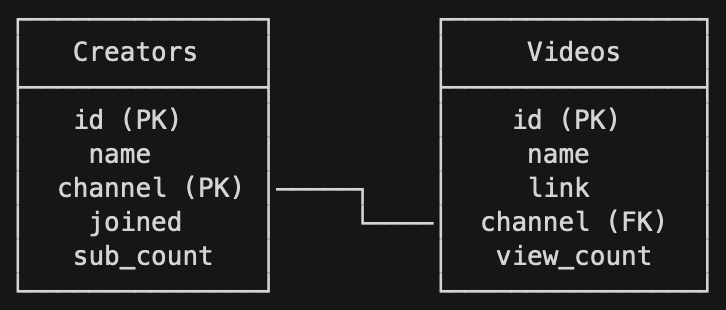 Creators
id (PK)
name
channel (PK)
joined
sub_count
Videos
id (PK)
name
link
channel (FK)
view_count